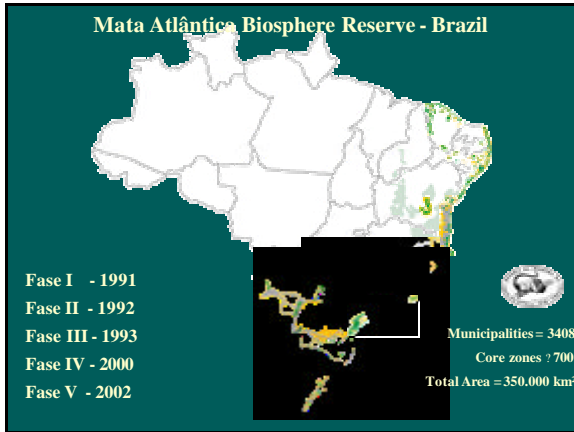 Mata Atlântica Biosphere Reserve - Brazil
Fase I - 1991
Fase II - 1992
Fase III - 1993
Fase IV - 2000
Fase V - 2002
Municipalities = 3408
Core zones ? 700
Total Area = 350.000 km²